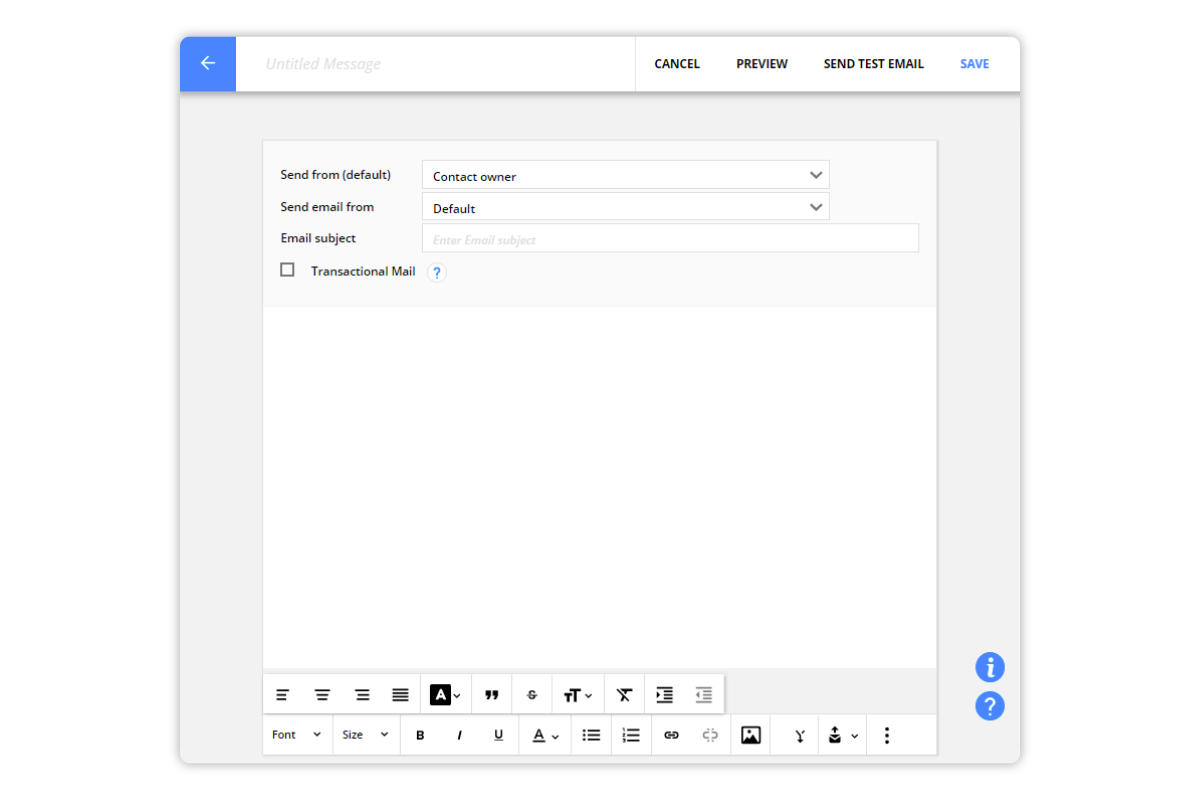 Untitled Message CANCEL PREVIEW SEND TEST EMAIL SAVE
Send from (default) Contact owner
Send email from Default
Email subject Enter Email subject
Transactional Mail ?
i
?
A S TT
Font Size B I U A